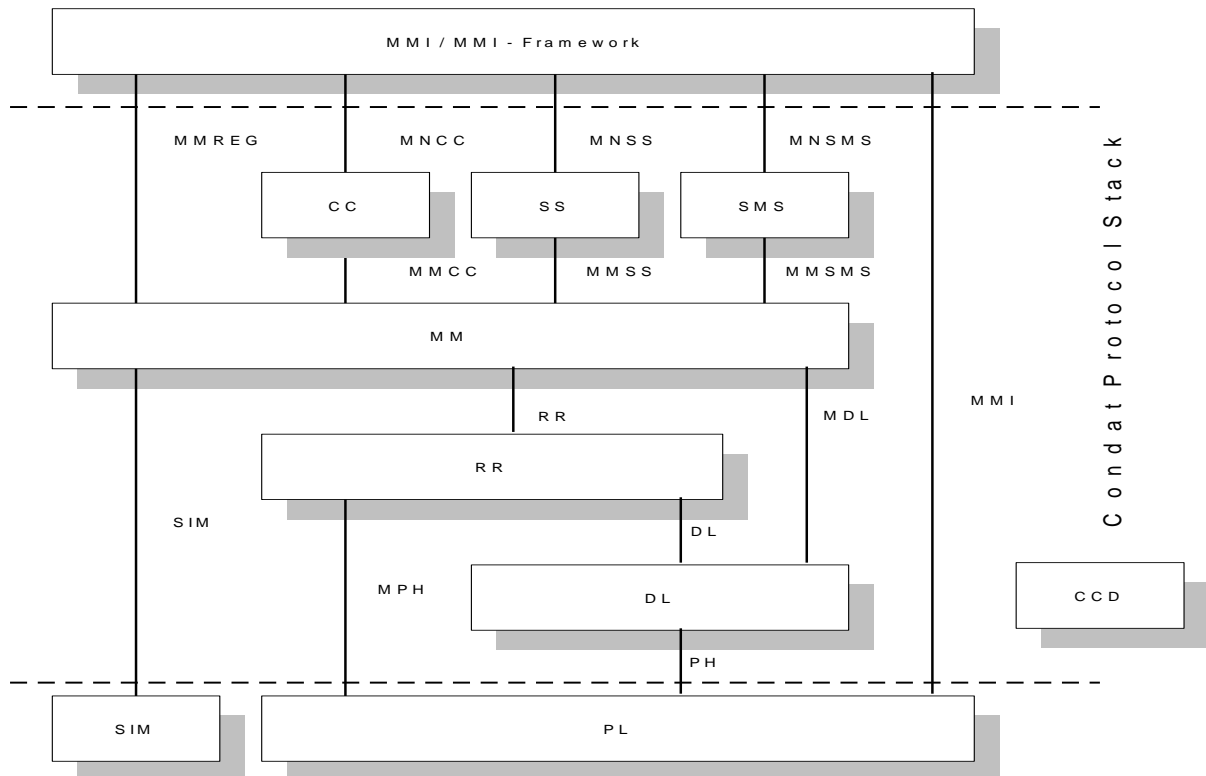 MMI / MMI - Framework
MMREG
MNCC
MNSS
MNSMS
CC
SS
SMS
MMCC
MMSS
MMSMS
MM
RR
MDL
MMI
RR
SIM
DL
MPH
DL
CCD
PH
SIM
PL
Condat Protocol Stack